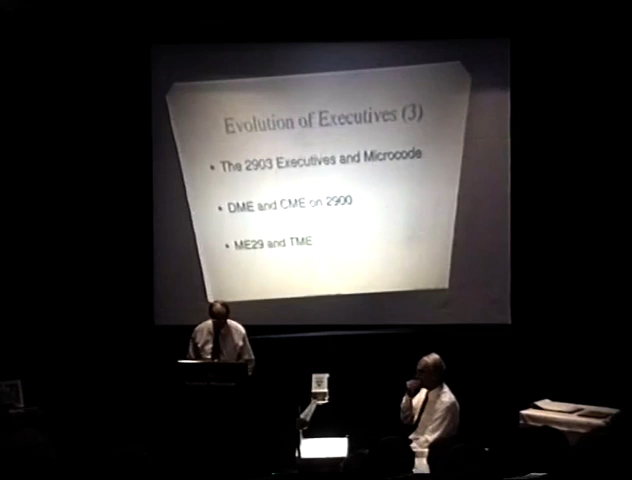 Evolution of Executives (3)
• The 2903 Executives and Microcode
• DME and CME on 2900
• ME29 and TME